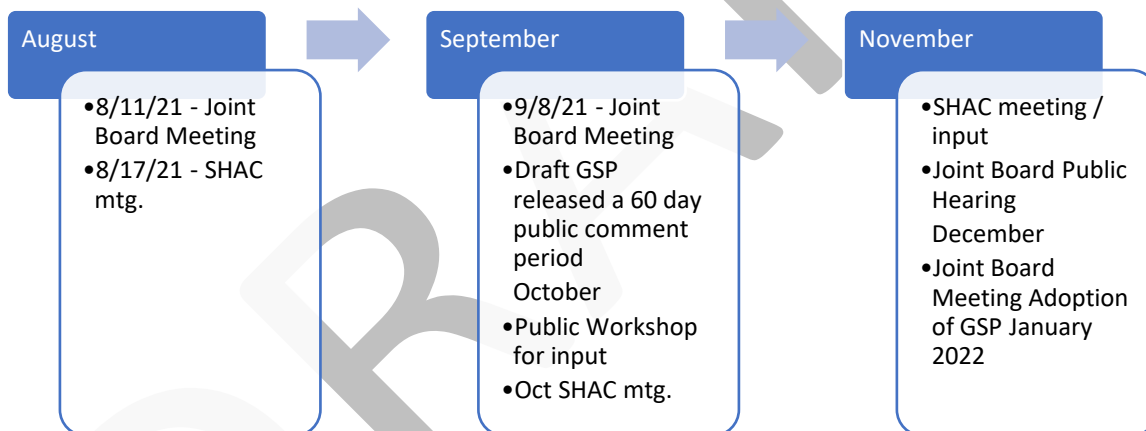 August
•8/11/21 - Joint
Board Meeting
•8/17/21 - SHAC
mtg.
September
•9/8/21 - Joint
Board Meeting
•Draft GSP
released a 60 day
public comment
period
October
•Public Workshop
for input
•Oct SHAC mtg.
November
•SHAC meeting /
input
•Joint Board Public
Hearing
December
•Joint Board
Meeting Adoption
of GSP January
2022